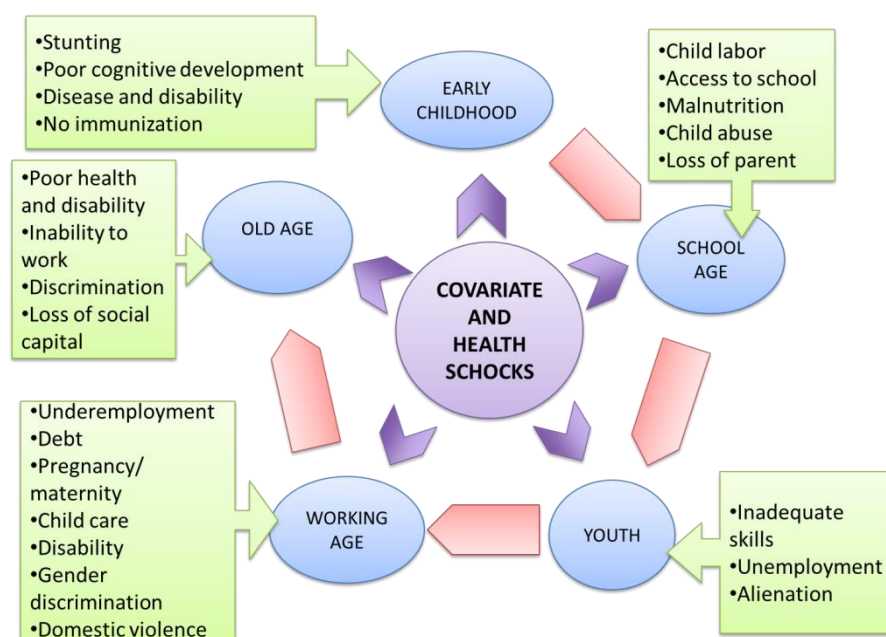 •Stunting
•Poor cognitive development
•Disease and disability
•No immunization
EARLY
CHILDHOOD
•Child labor
•Access to school
•Malnutrition
•Child abuse
•Loss of parent
•Poor health
and disability
•Inability to
work
•Discrimination
•Loss of social
capital
OLD AGE
SCHOOL
AGE
COVARIATE
AND
HEALTH
SCHOCKS
•Underemployment
•Debt
•Pregnancy/
maternity
•Child care
•Disability
•Gender
discrimination
•Domestic violence
WORKING
AGE
YOUTH
•Inadequate
skills
•Unemployment
•Alienation